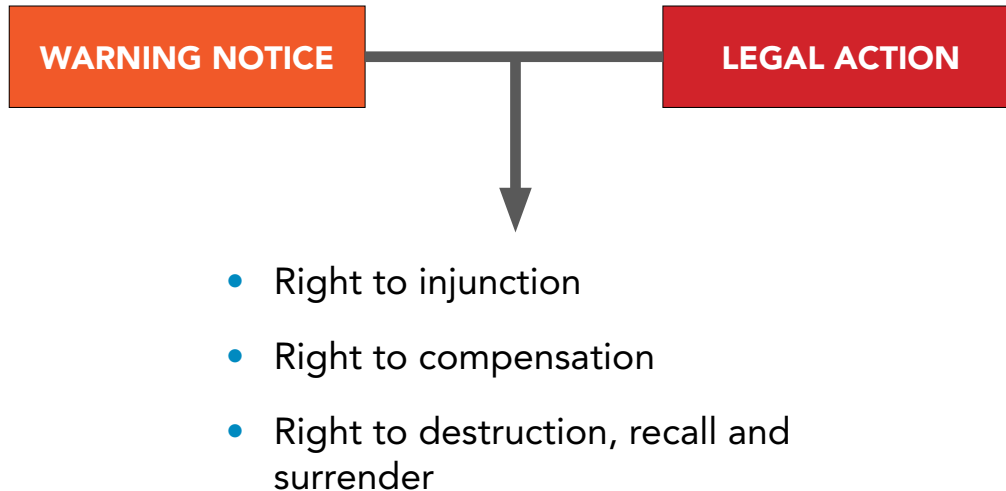 WARNING NOTICE
LEGAL ACTION
• Right to injunction
• Right to compensation
• Right to destruction, recall and
surrender